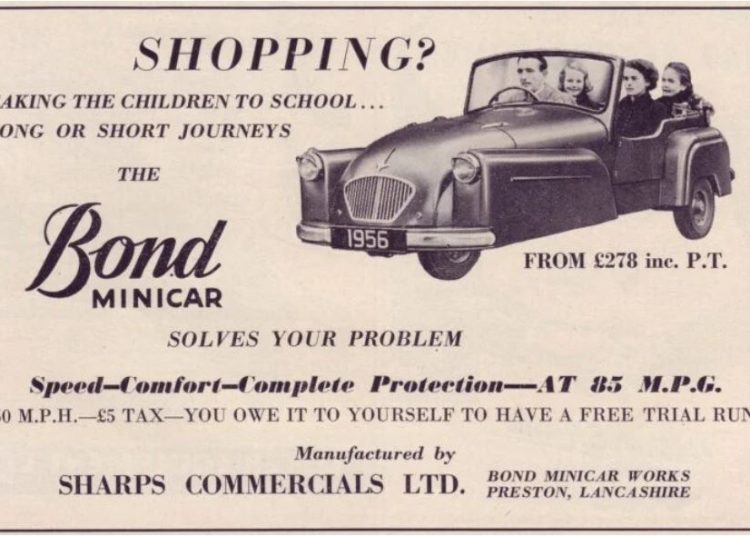 SHOPPING?
AKING THE CHILDREN TO SCHOOL...
ONG OR SHORT JOURNEYS
THE
Bond
MINICAR
1956
FROM £278 inc. P.T.
SOLVES YOUR PROBLEM
Speed—Comfort—Complete Protection—AT 85 M.P.G.
50 M.P.H.—£5 TAX—YOU OWE IT TO YOURSELF TO HAVE A FREE TRIAL RUN
Manufactured by
SHARPS COMMERCIALS LTD.
BOND MINICAR WORKS
PRESTON, LANCASHIRE